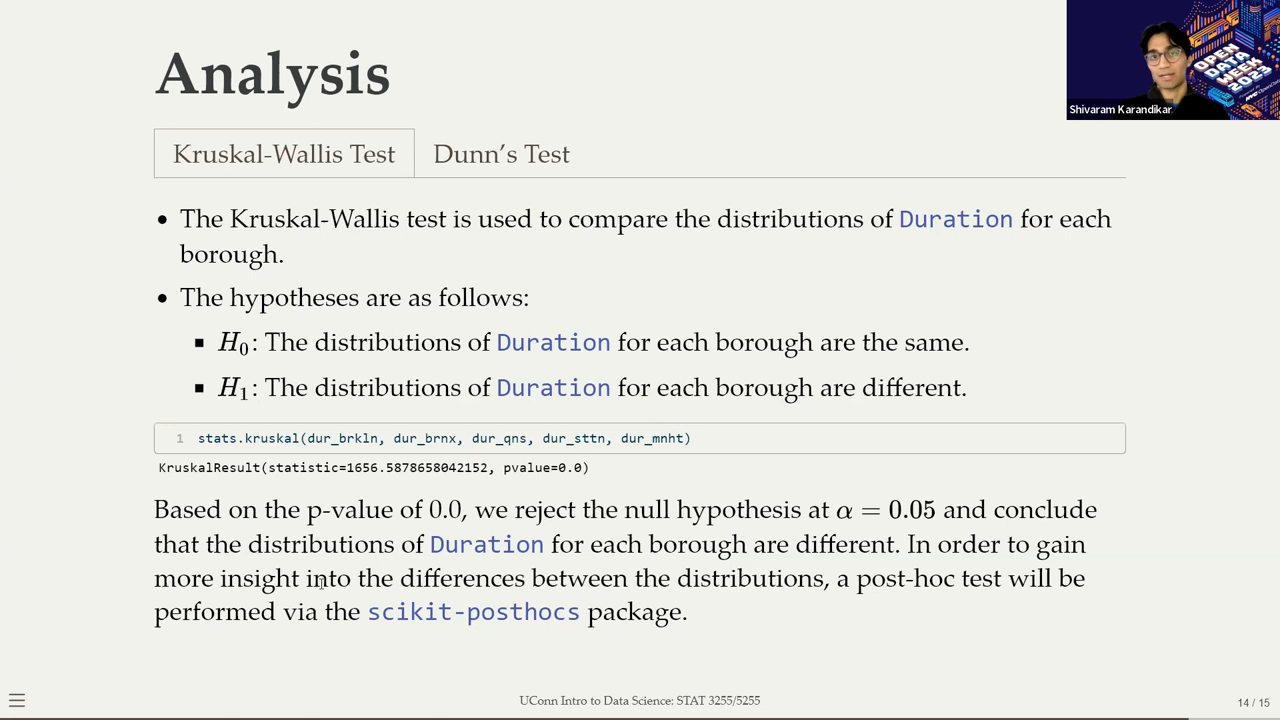 Analysis
OPEN DATA WEEK 2023
Shivaram Karandikar
Kruskal-Wallis Test Dunn’s Test
• The Kruskal-Wallis test is used to compare the distributions of Duration for each
borough.
• The hypotheses are as follows:
▪ H₀: The distributions of Duration for each borough are the same.
▪ H₁: The distributions of Duration for each borough are different.
1 stats.kruskal(dur_brkln, dur_brnx, dur_qns, dur_sttn, dur_mnht)
KruskalResult(statistic=1656.5878658042152, pvalue=0.0)
Based on the p-value of 0.0, we reject the null hypothesis at α = 0.05 and conclude
that the distributions of Duration for each borough are different. In order to gain
more insight into the differences between the distributions, a post-hoc test will be
performed via the scikit-posthocs package.
UConn Intro to Data Science: STAT 3255/5255
14 / 15